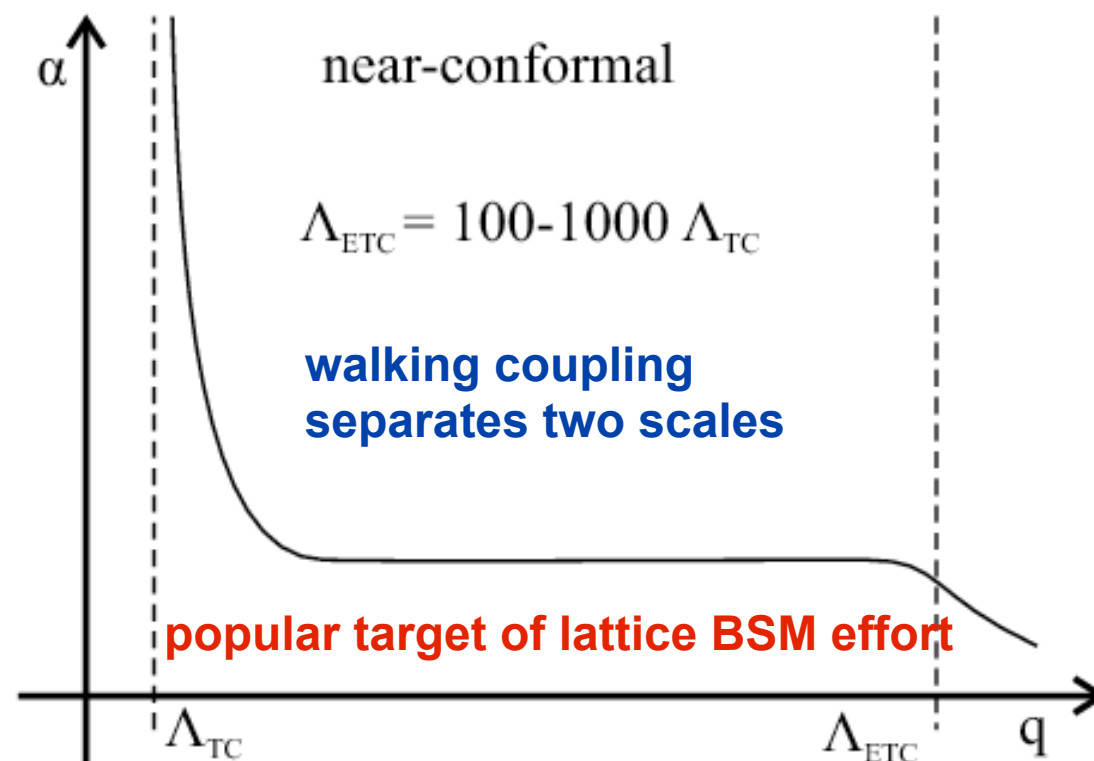 α
near-conformal
Λ_ETC = 100-1000 Λ_TC
walking coupling
separates two scales
popular target of lattice BSM effort
Λ_TC
Λ_ETC
q